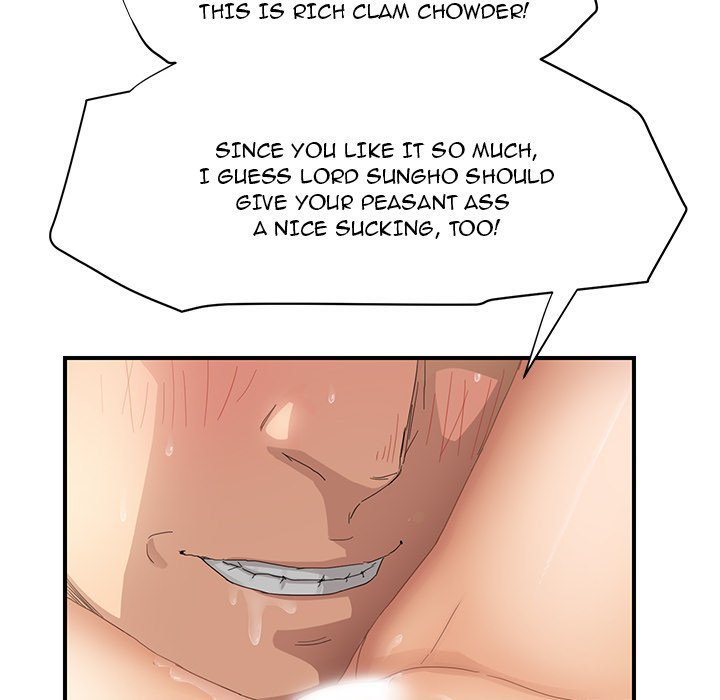 THIS IS RICH CLAM CHOWDER!
SINCE YOU LIKE IT SO MUCH,
I GUESS LORD SUNGHO SHOULD
GIVE YOUR PEASANT ASS
A NICE SUCKING, TOO!